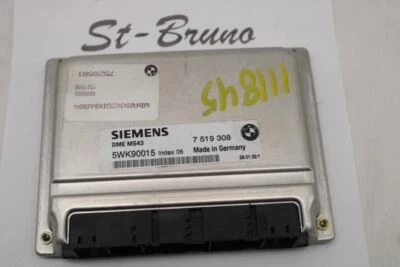 St-Bruno
7520581
111845
SIEMENS
7 519 308
DME MS43
5WK90015 Index 06
Made in Germany